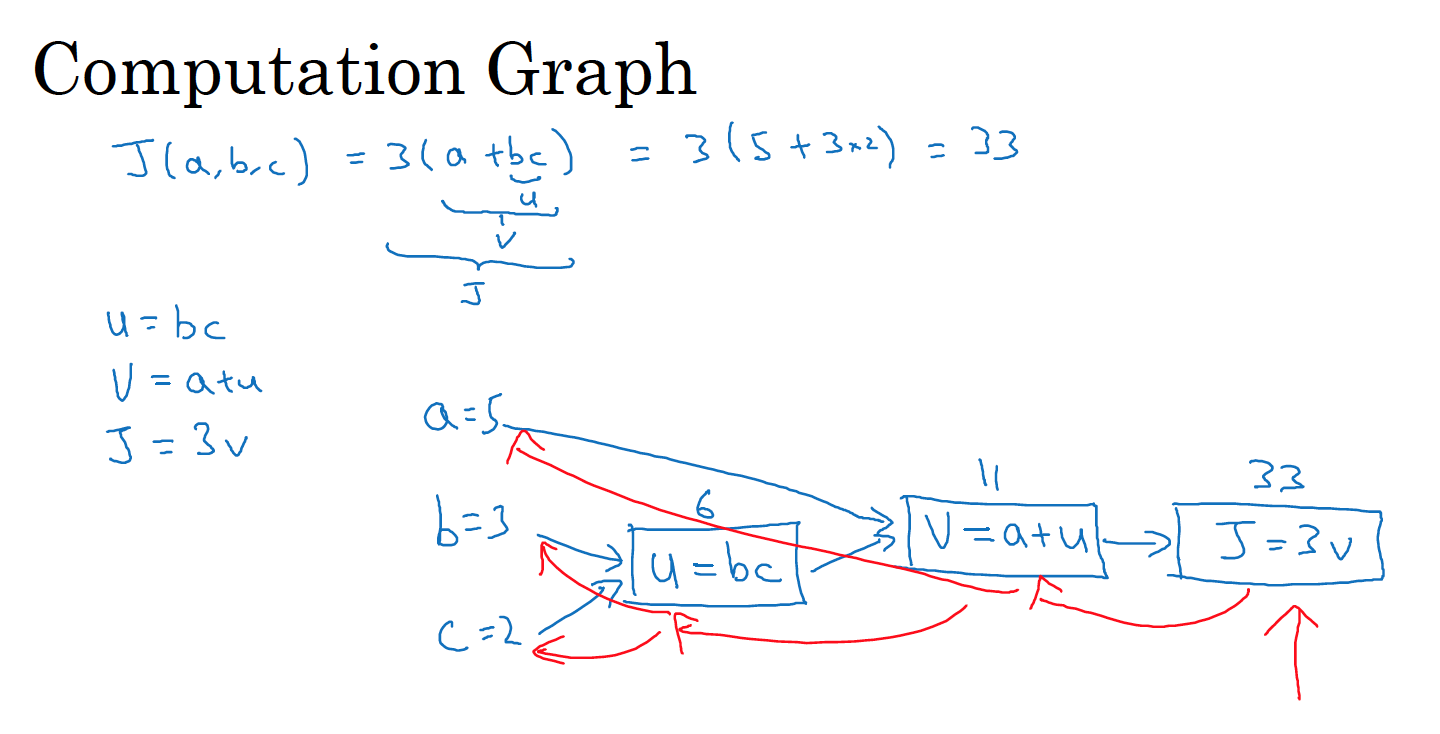 Computation Graph
J(a,b,c) = 3(a+bc) = 3(5+3×2) = 33
u
v
J
u = bc
v = a+u
J = 3v
a=5
11
33
b=3
6
v = a+u
J = 3v
u = bc
c=2